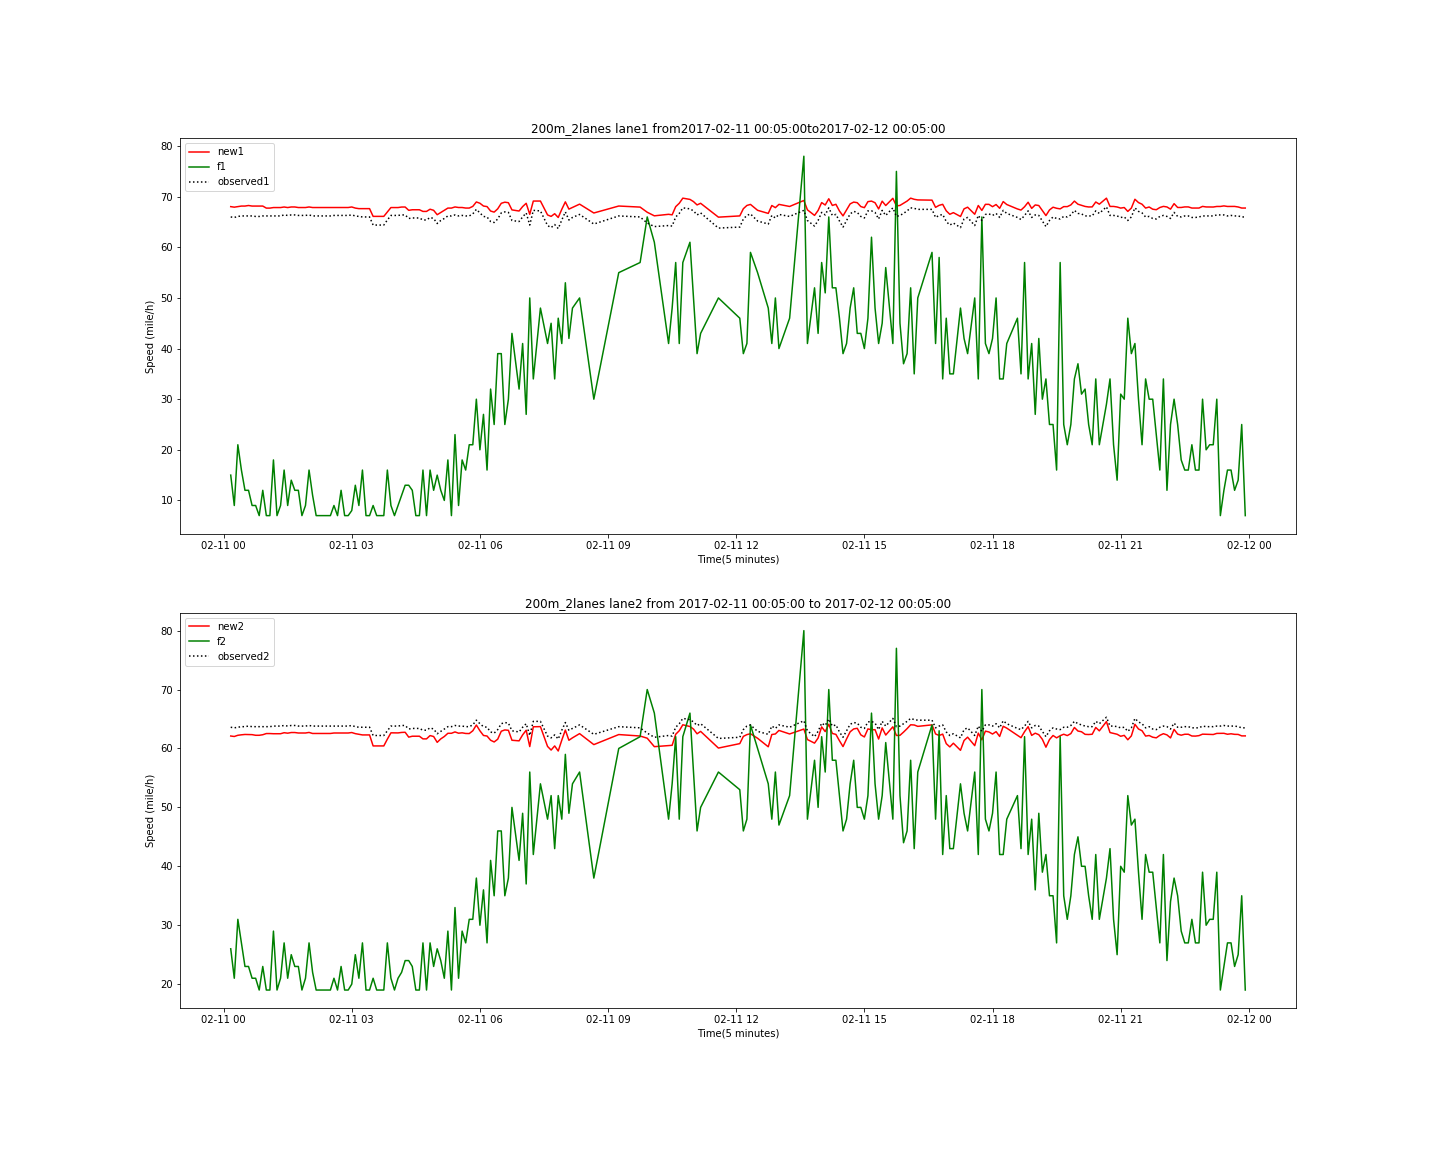 200m_2lanes lane1 from2017-02-11 00:05:00to2017-02-12 00:05:00
new1
f1
observed1
80
70
60
50
40
30
20
10
Speed (mile/h)
02-11 00 02-11 03 02-11 06 02-11 09 02-11 12 02-11 15 02-11 18 02-11 21 02-12 00
Time(5 minutes)
200m_2lanes lane2 from 2017-02-11 00:05:00 to 2017-02-12 00:05:00
new2
f2
observed2
80
70
60
50
40
30
20
Speed (mile/h)
02-11 00 02-11 03 02-11 06 02-11 09 02-11 12 02-11 15 02-11 18 02-11 21 02-12 00
Time(5 minutes)